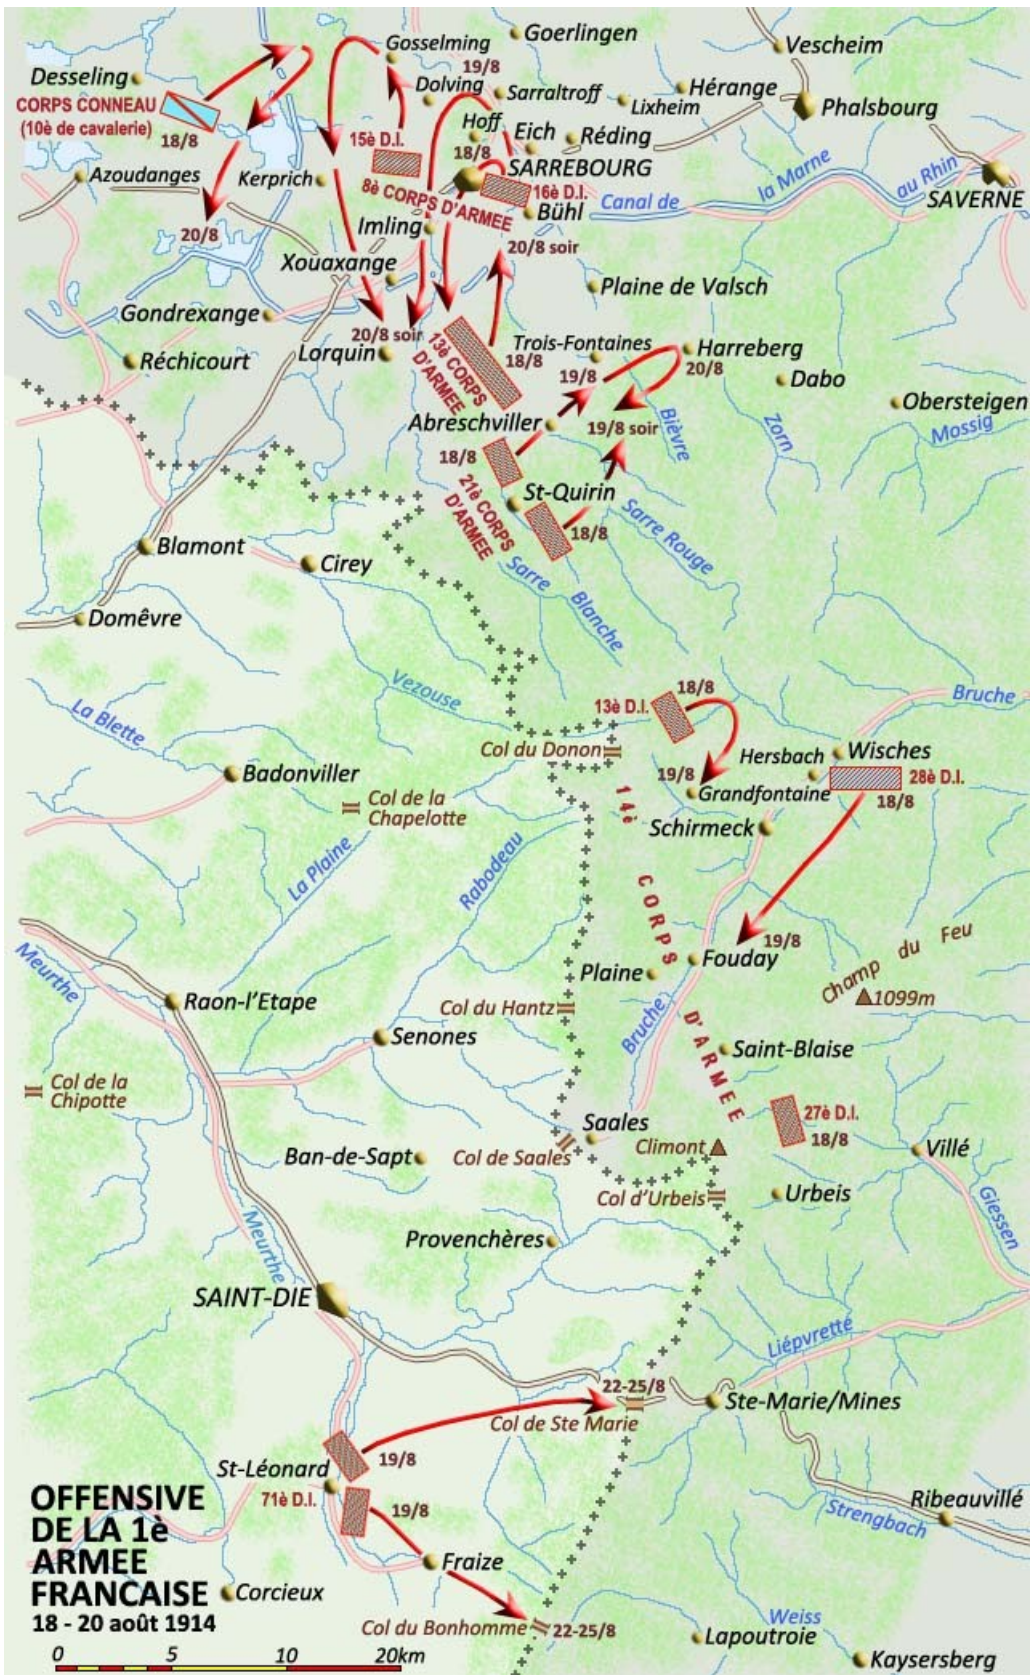 Goerlingen
Gosselming
Vescheim
19/8
Desseling
Dolving
Sarraltroff
Hérange
Lixheim
Phalsbourg
CORPS CONNEAU
(10è de cavalerie)
18/8
15è D.I.
Hoff
Eich
Réding
18/8
SARREBOURG
la Marne
au Rhin
Azoudanges
Kerprich
8è CORPS D'ARMEE
16è D.I.
Canal de
SAVERNE
Bühl
Imling
20/8
20/8 soir
Xouaxange
Plaine de Valsch
Gondrexange
20/8 soir
Trois-Fontaines
Harreberg
Réchicourt
Lorquin
13è CORPS
D'ARMEE
18/8
20/8
19/8
Dabo
Obersteigen
Abreschviller
19/8 soir
Bièvre
Zorn
Mossig
18/8
21è CORPS
D'ARMEE
St-Quirin
18/8
Sarre Rouge
Blamont
Cirey
Sarre
Blanche
Domêvre
Vezouse
18/8
13è D.I.
Bruche
La Blette
Col du Donon
Hersbach
Wisches
Badonviller
19/8
Grandfontaine
28è D.I.
18/8
Col de la
Chapelotte
14è
CORPS
D'ARMEE
Schirmeck
La Plaine
Rabodeau
19/8
Champ du Feu
Meurthe
Plaine
Fouday
1099m
Raon-l'Etape
Col du Hantz
Bruche
Senones
Saint-Blaise
Col de la
Chipotte
27è D.I.
18/8
Saales
Climont
Villé
Ban-de-Sapt
Col de Saales
Col d'Urbeis
Urbeis
Giessen
Meurthe
Provenchères
SAINT-DIE
Liépvrette
22-25/8
Ste-Marie/Mines
Col de Ste Marie
St-Léonard
19/8
71è D.I.
19/8
Ribeauvillé
Strengbach
Fraize
Corcieux
Col du Bonhomme
22-25/8
Weiss
Lapoutroie
Kaysersberg
OFFENSIVE
DE LA 1è
ARMEE
FRANCAISE
18 - 20 août 1914
0 5 10 20km